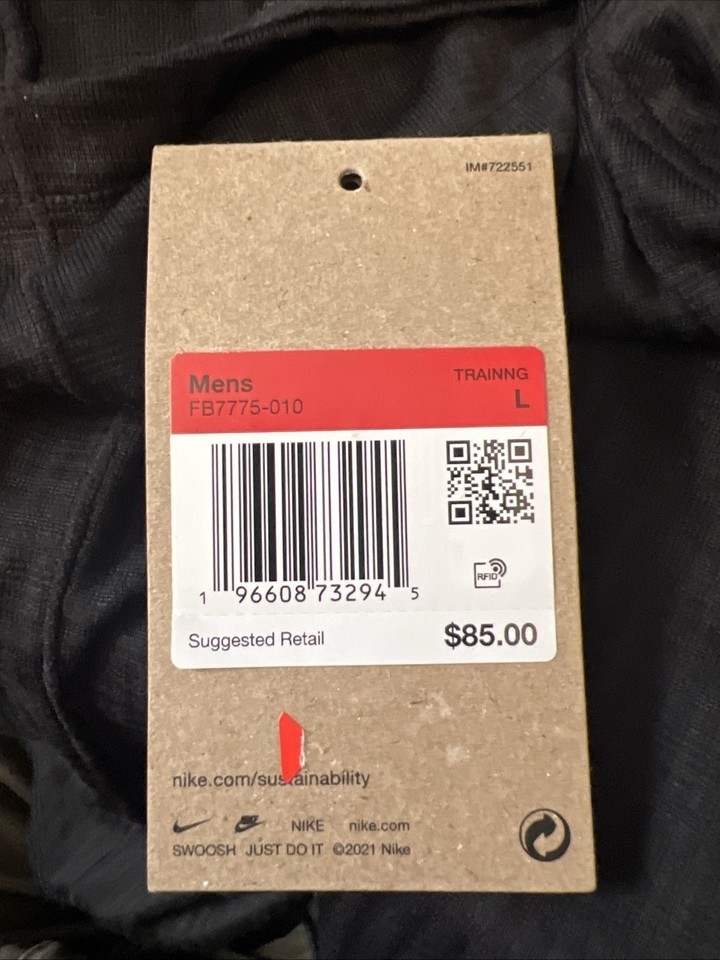 IM#722551
Mens
TRAINNG
FB7775-010
L
RFID
1 96608 73294 5
Suggested Retail
$85.00
nike.com/sustainability
NIKE nike.com
SWOOSH JUST DO IT ©2021 Nike